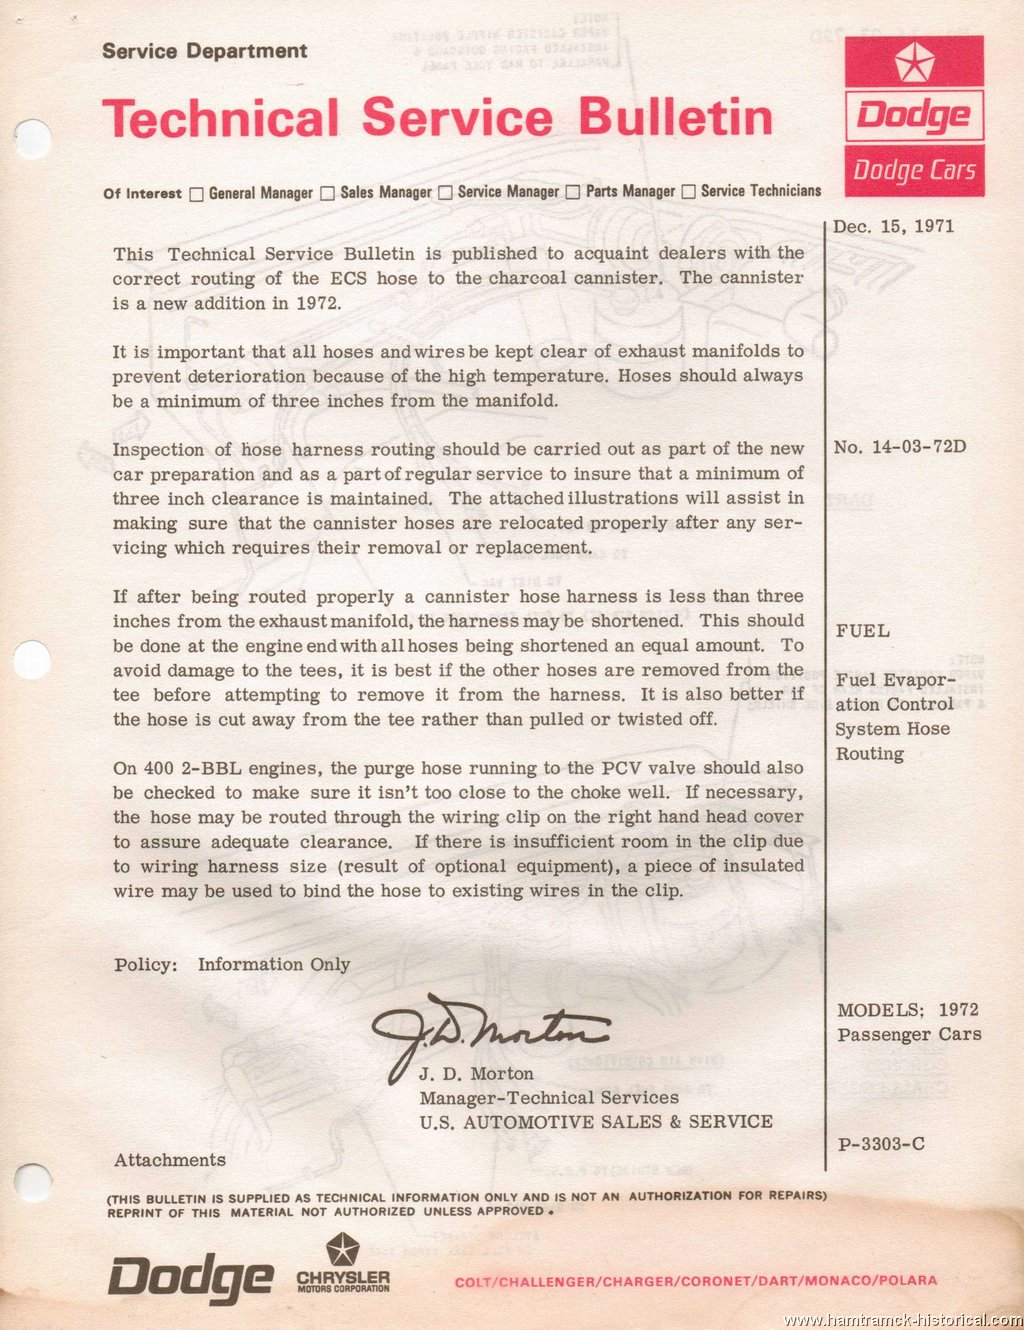 Service Department
Technical Service Bulletin
Dodge
Dodge Cars
Of Interest □ General Manager □ Sales Manager □ Service Manager □ Parts Manager □ Service Technicians
Dec. 15, 1971
This Technical Service Bulletin is published to acquaint dealers with the
correct routing of the ECS hose to the charcoal cannister. The cannister
is a new addition in 1972.
It is important that all hoses and wires be kept clear of exhaust manifolds to
prevent deterioration because of the high temperature. Hoses should always
be a minimum of three inches from the manifold.
Inspection of hose harness routing should be carried out as part of the new
car preparation and as a part of regular service to insure that a minimum of
three inch clearance is maintained. The attached illustrations will assist in
making sure that the cannister hoses are relocated properly after any ser-
vicing which requires their removal or replacement.
No. 14-03-72D
If after being routed properly a cannister hose harness is less than three
inches from the exhaust manifold, the harness may be shortened. This should
be done at the engine end with all hoses being shortened an equal amount. To
avoid damage to the tees, it is best if the other hoses are removed from the
tee before attempting to remove it from the harness. It is also better if
the hose is cut away from the tee rather than pulled or twisted off.
FUEL
Fuel Evapor-
ation Control
System Hose
Routing
On 400 2-BBL engines, the purge hose running to the PCV valve should also
be checked to make sure it isn't too close to the choke well. If necessary,
the hose may be routed through the wiring clip on the right hand head cover
to assure adequate clearance. If there is insufficient room in the clip due
to wiring harness size (result of optional equipment), a piece of insulated
wire may be used to bind the hose to existing wires in the clip.
Policy: Information Only
J. D. Morton
J. D. Morton
Manager-Technical Services
U.S. AUTOMOTIVE SALES & SERVICE
MODELS: 1972
Passenger Cars
P-3303-C
Attachments
(THIS BULLETIN IS SUPPLIED AS TECHNICAL INFORMATION ONLY AND IS NOT AN AUTHORIZATION FOR REPAIRS)
REPRINT OF THIS MATERIAL NOT AUTHORIZED UNLESS APPROVED.
Dodge
CHRYSLER
MOTORS CORPORATION
COLT/CHALLENGER/CHARGER/CORONET/DART/MONACO/POLARA
www.hamtramck-historical.com